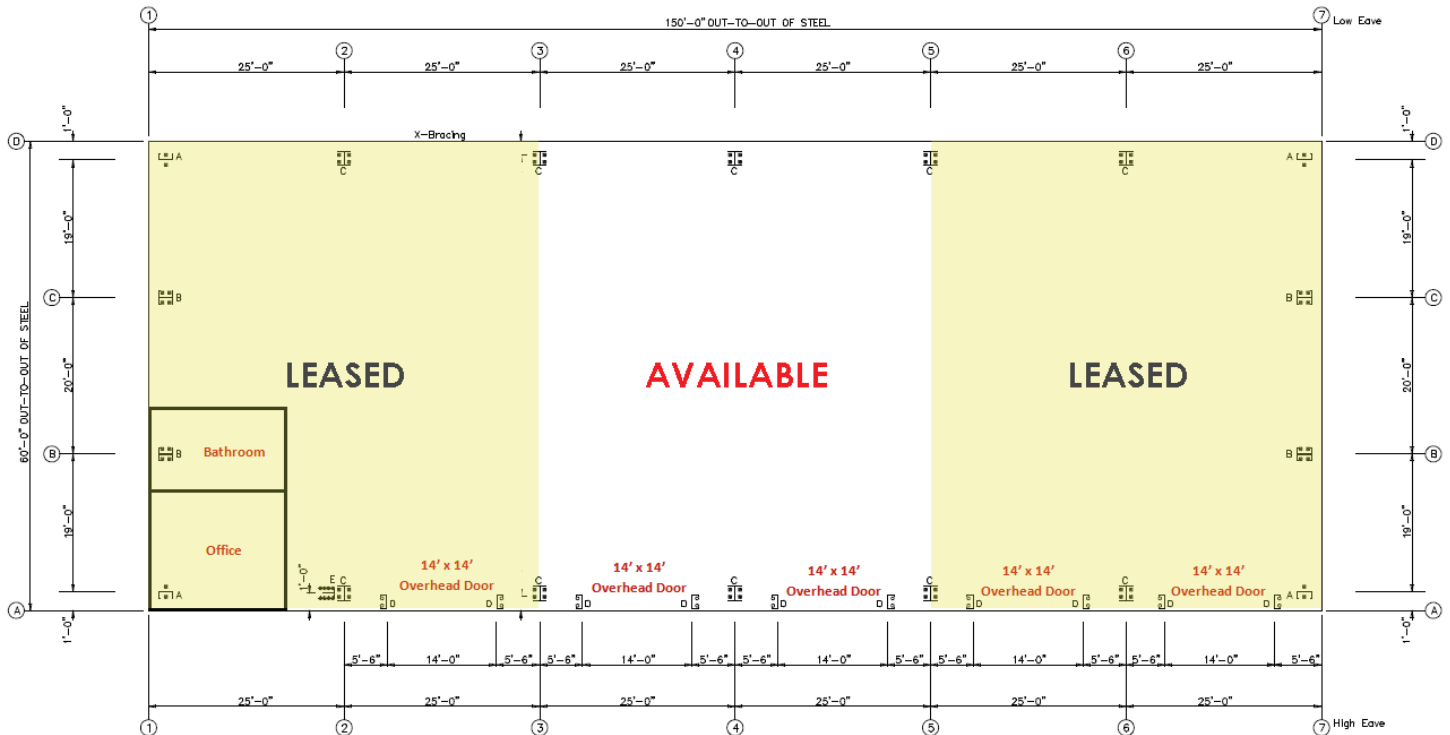 1
150'-0" OUT-TO-OUT OF STEEL
7 Low Eave
2 3 4 5 6
25'-0" 25'-0" 25'-0" 25'-0" 25'-0" 25'-0"
1'-0" 1'-0"
X-Bracing
D D
A C C C C C A
19'-0" 19'-0"
C B B C
60'-0" OUT-TO-OUT OF STEEL
20'-0" 20'-0"
LEASED AVAILABLE LEASED
B B Bathroom B B
19'-0" 19'-0"
Office
14' x 14' 14' x 14' 14' x 14' 14' x 14' 14' x 14'
Overhead Door Overhead Door Overhead Door Overhead Door Overhead Door
1'-0" E C C C C C
A A
D D D D D D D
A A
1'-0" 1'-0"
5'-6" 14'-0" 5'-6" 5'-6" 14'-0" 5'-6" 5'-6" 14'-0" 5'-6" 5'-6" 14'-0" 5'-6" 5'-6" 14'-0" 5'-6"
25'-0" 25'-0" 25'-0" 25'-0" 25'-0" 25'-0"
1 2 3 4 5 6 7 High Eave